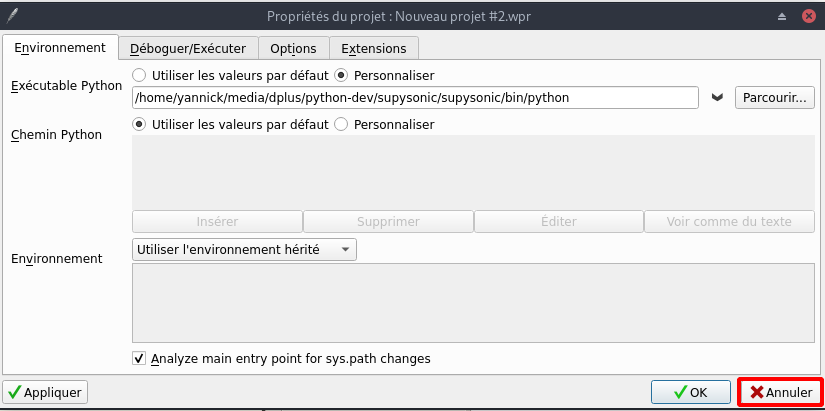 Propriétés du projet : Nouveau projet #2.wpr
Environnement Déboguer/Exécuter Options Extensions
Exécutable Python Utiliser les valeurs par défaut Personnaliser
/home/yannick/media/dplus/python-dev/supysonic/supysonic/bin/python Parcourir...
Chemin Python Utiliser les valeurs par défaut Personnaliser
Insérer Supprimer Éditer Voir comme du texte
Environnement Utiliser l'environnement hérité
Analyze main entry point for sys.path changes
Appliquer OK Annuler